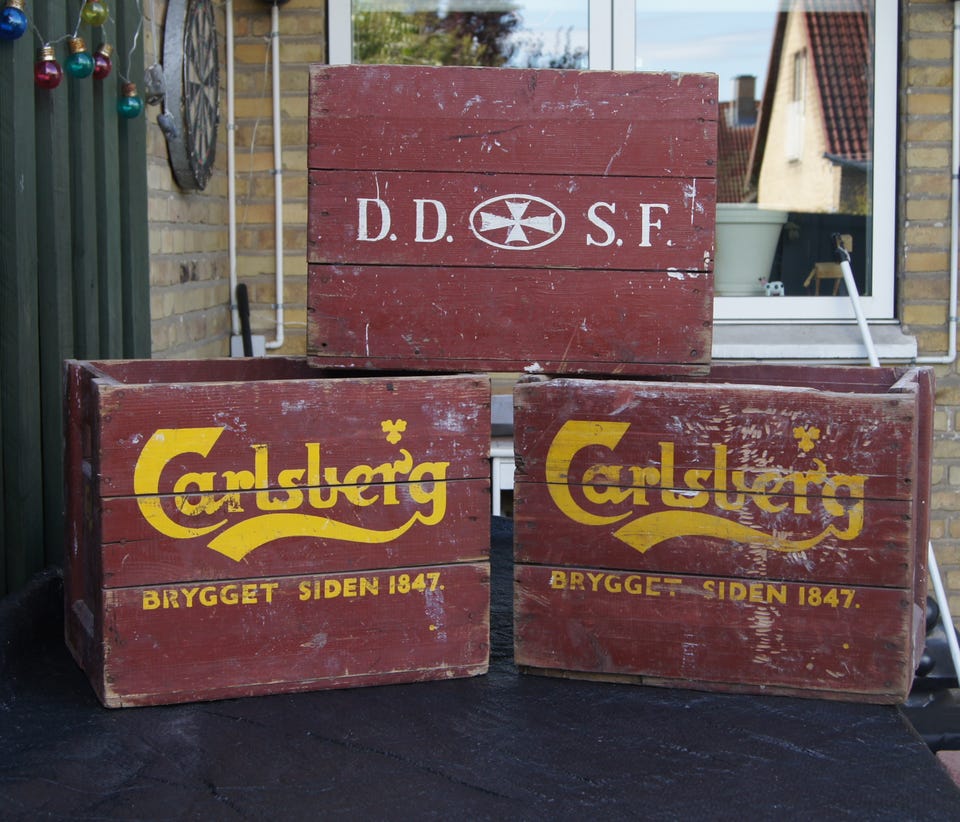 D. D. S. F.
Carlsberg
BRYGGET SIDEN 1847.
Carlsberg
BRYGGET SIDEN 1847.